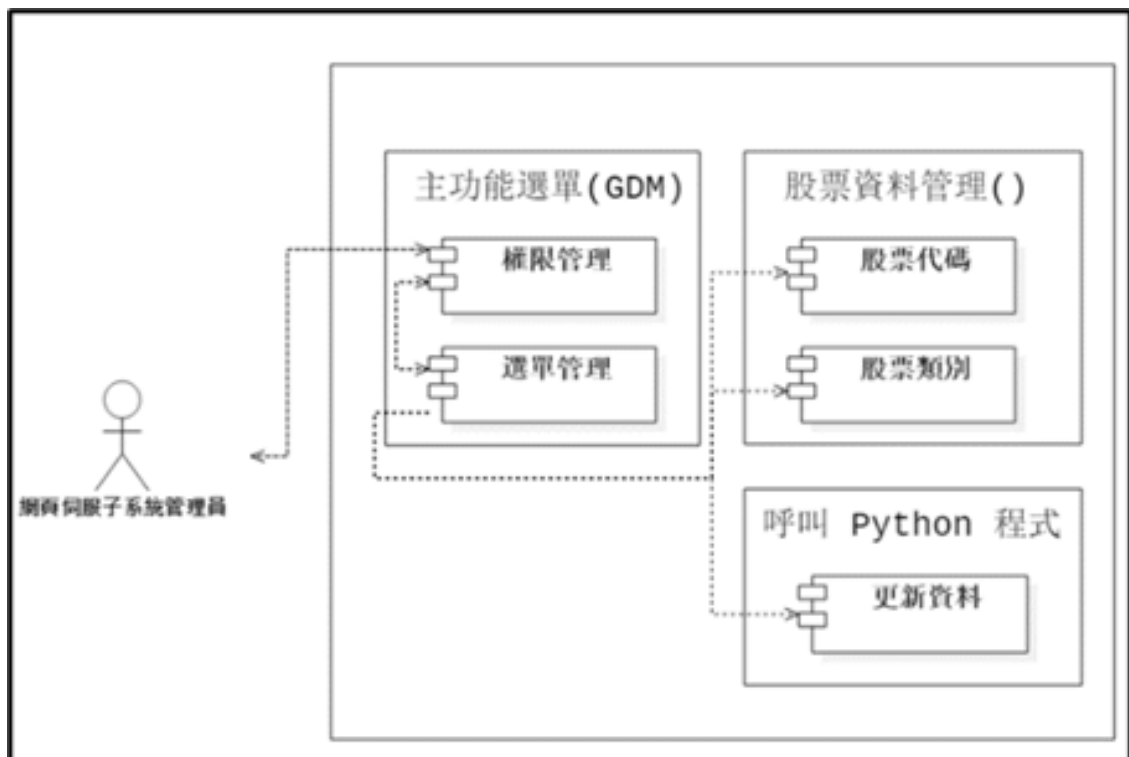 主功能選單(GDM)
權限管理
選單管理
股票資料管理()
股票代碼
股票類別
呼叫 Python 程式
更新資料
網頁伺服子系統管理員